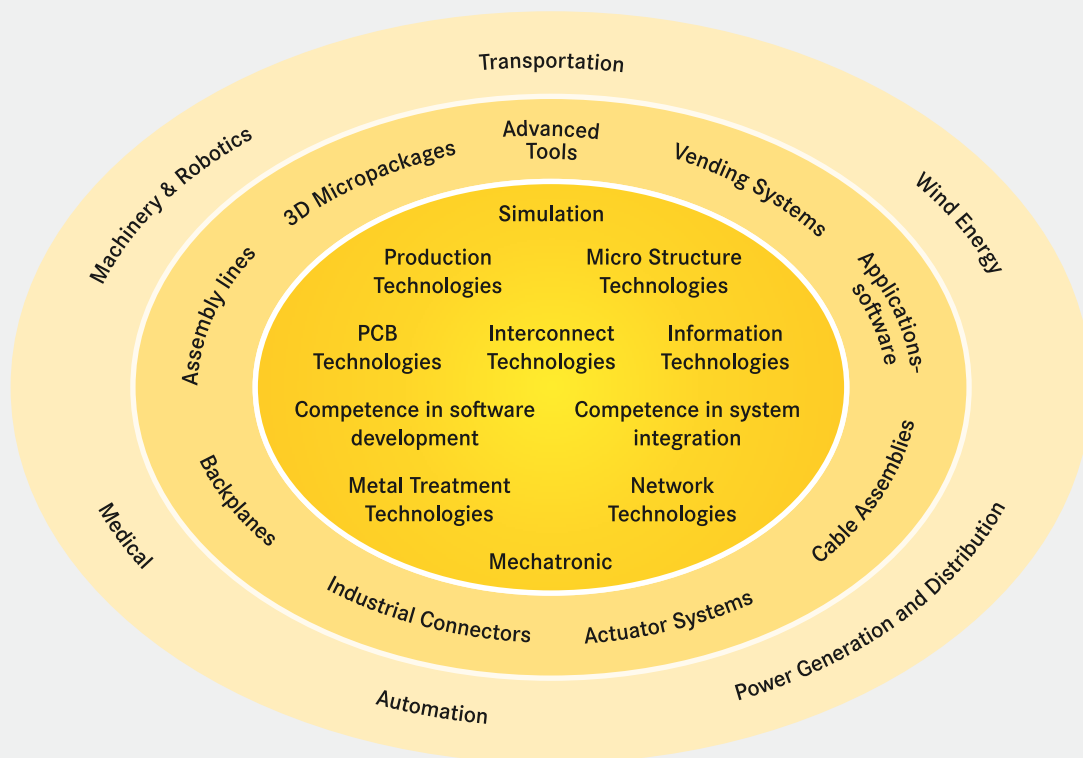 Transportation
Machinery & Robotics
Wind Energy
Medical
Power Generation and Distribution
Automation
Advanced
Tools
3D Micropackages
Vending Systems
Assembly lines
Applications-
software
Backplanes
Cable Assemblies
Industrial Connectors
Actuator Systems
Simulation
Production
Technologies
Micro Structure
Technologies
PCB
Technologies
Interconnect
Technologies
Information
Technologies
Competence in software
development
Competence in system
integration
Metal Treatment
Technologies
Network
Technologies
Mechatronic